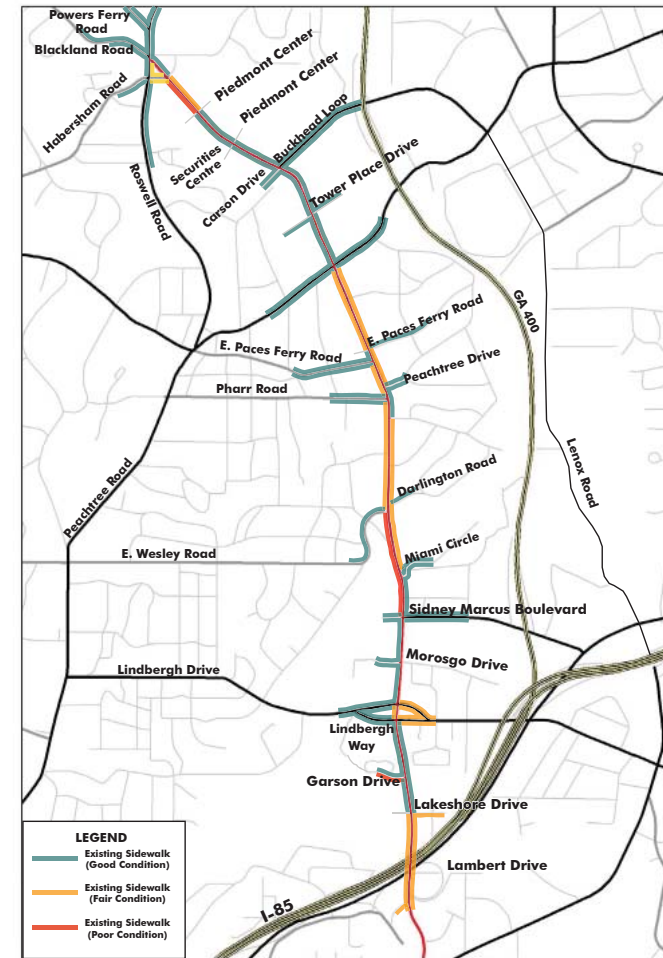 Powers Ferry
Road
Blackland Road
Habersham Road
Piedmont Center
Piedmont Center
Securities
Centre
Buckhead Loop
Carson Drive
Roswell Road
Tower Place Drive
GA 400
E. Paces Ferry Road
E. Paces Ferry Road
Peachtree Drive
Pharr Road
Lenox Road
Peachtree Road
Darlington Road
E. Wesley Road
Miami Circle
Sidney Marcus Boulevard
Morosgo Drive
Lindbergh Drive
Lindbergh
Way
Garson Drive
Lakeshore Drive
Lambert Drive
I-85
LEGEND
Existing Sidewalk
(Good Condition)
Existing Sidewalk
(Fair Condition)
Existing Sidewalk
(Poor Condition)